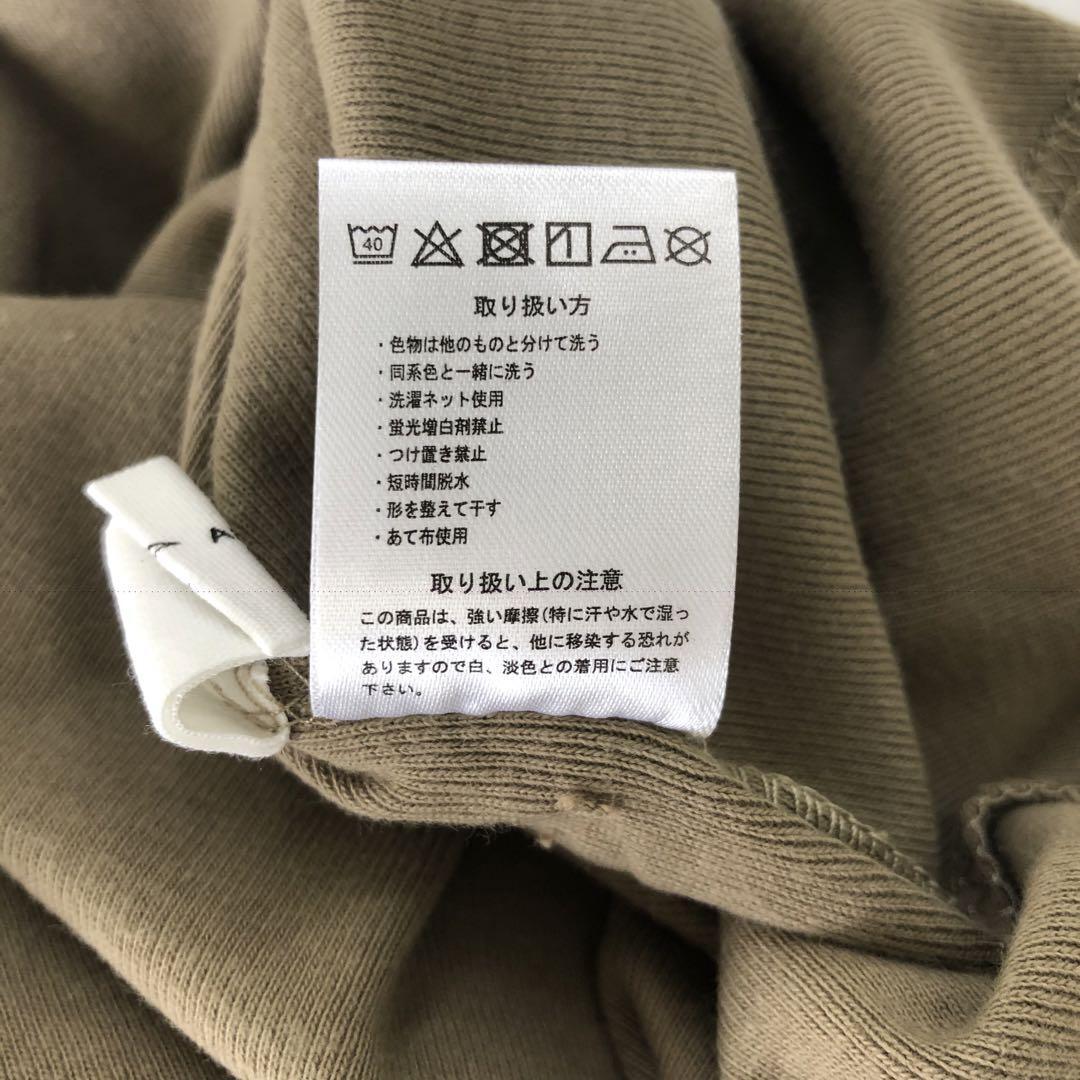 40
取り扱い方
・色物は他のものと分けて洗う
・同系色と一緒に洗う
・洗濯ネット使用
・蛍光増白剤禁止
・つけ置き禁止
・短時間脱水
・形を整えて干す
・あて布使用
取り扱い上の注意
この商品は、強い摩擦(特に汗や水で湿っ
た状態)を受けると、他に移染する恐れが
ありますので白、淡色との着用にご注意
下さい。